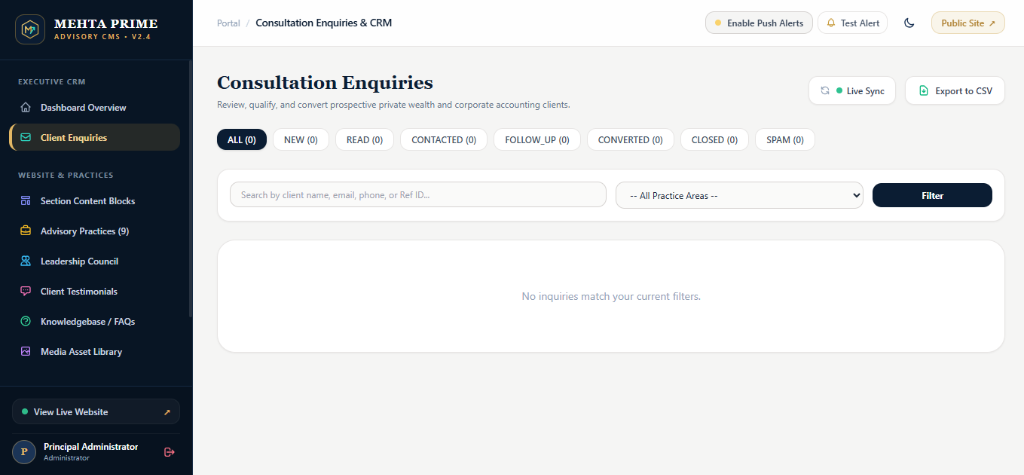 MEHTA PRIME
ADVISORY CMS • V2.4
EXECUTIVE CRM
Dashboard Overview
Client Enquiries
WEBSITE & PRACTICES
Section Content Blocks
Advisory Practices (9)
Leadership Council
Client Testimonials
Knowledgebase / FAQs
Media Asset Library
View Live Website ↗
P
Principal Administrator
Administrator
Portal / Consultation Enquiries & CRM
Enable Push Alerts
Test Alert
Public Site ↗
Consultation Enquiries
Review, qualify, and convert prospective private wealth and corporate accounting clients.
Live Sync
Export to CSV
ALL (0) NEW (0) READ (0) CONTACTED (0) FOLLOW_UP (0) CONVERTED (0) CLOSED (0) SPAM (0)
Search by client name, email, phone, or Ref ID...
-- All Practice Areas --
Filter
No inquiries match your current filters.